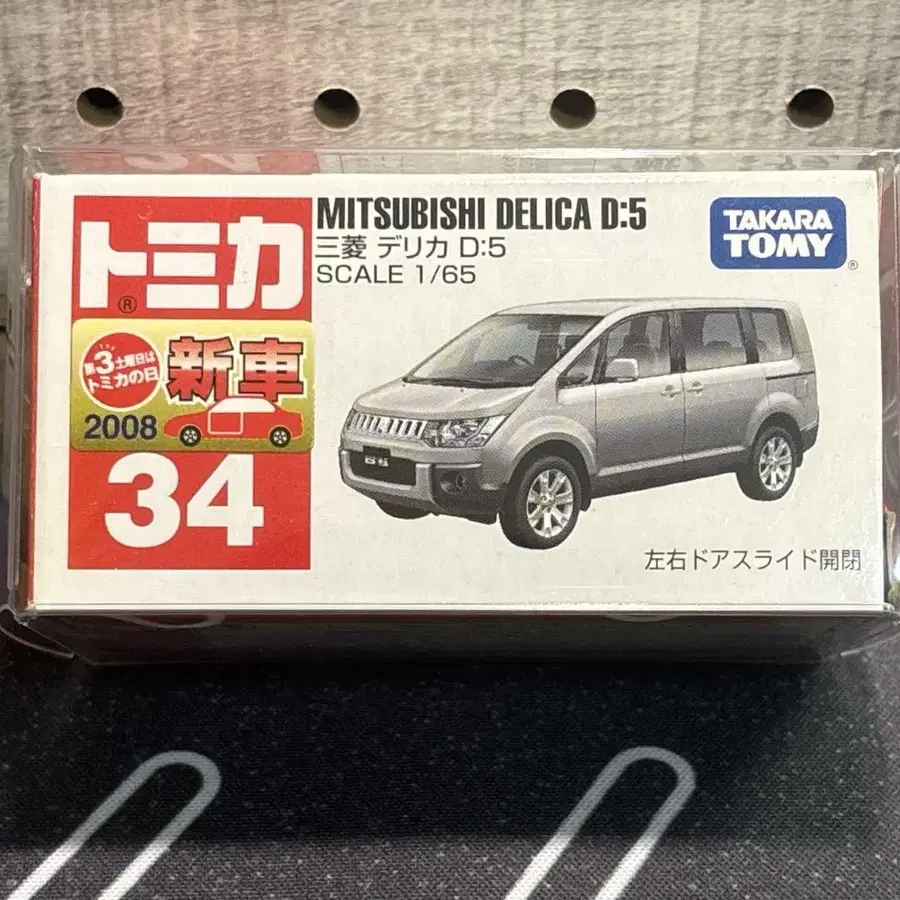 トミカ®
MITSUBISHI DELICA D:5
三菱 デリカ D:5
SCALE 1/65
TAKARA
TOMY®
第3土曜日は
トミカの日
新車
2008
34
左右ドアスライド開閉